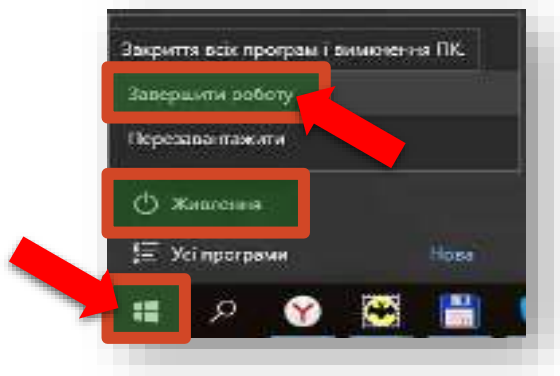 Закриття всіх програм і вимкнення ПК.
Завершити роботу
Перезавантажити
Живлення
Усі програми
Нова